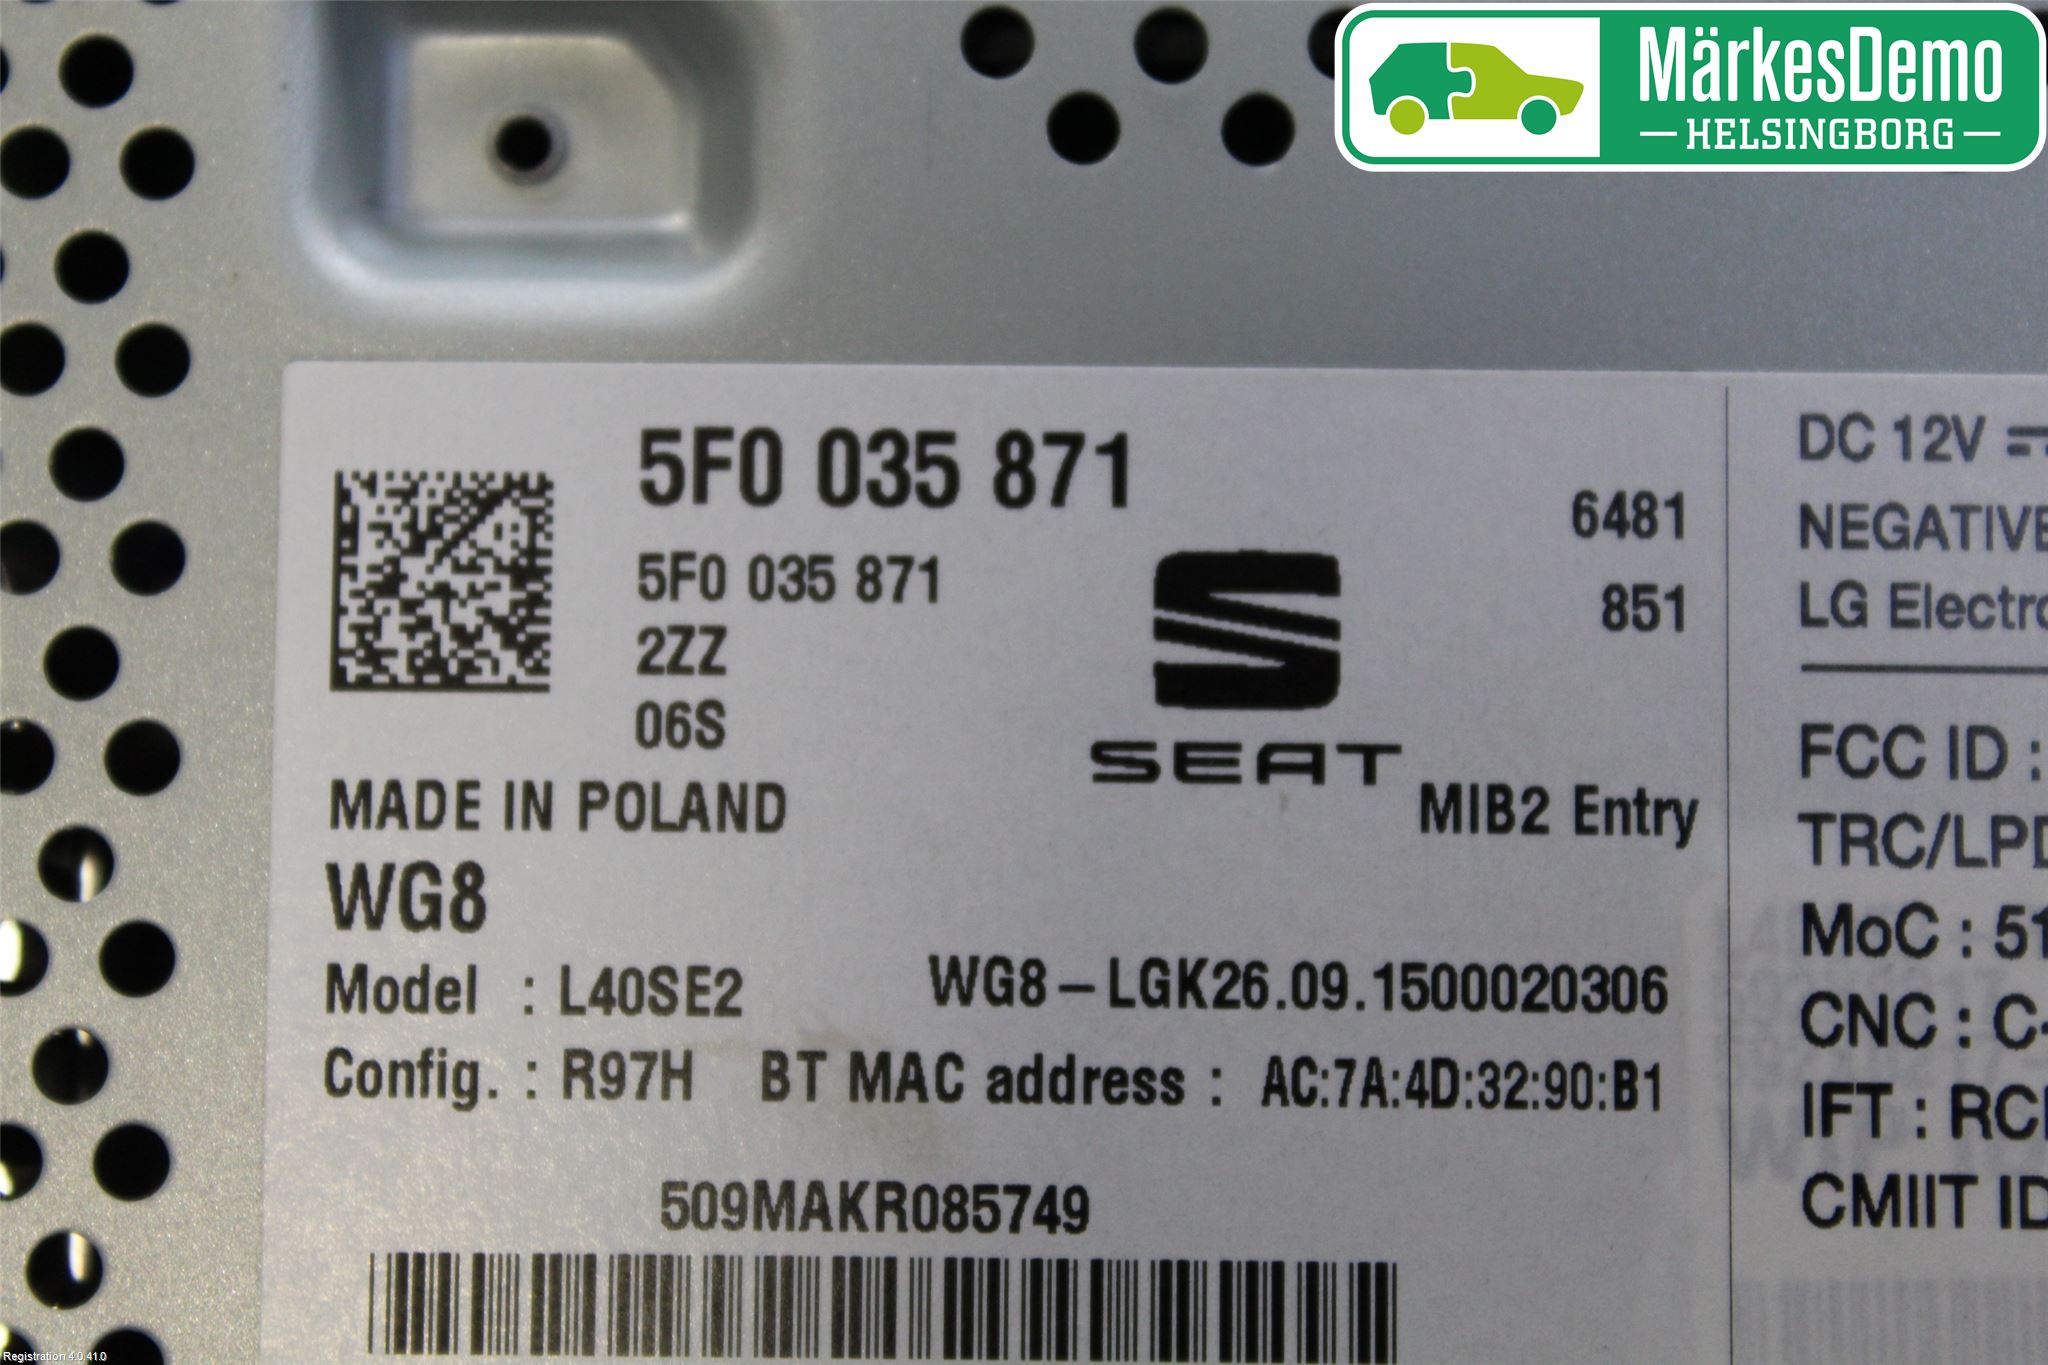 MärkesDemo
HELSINGBORG
5F0 035 871
5F0 035 871
2ZZ
06S
MADE IN POLAND
WG8
6481
851
SEAT
MIB2 Entry
Model : L40SE2 WG8-LGK26.09.1500020306
Config. : R97H BT MAC address : AC:7A:4D:32:90:B1
509MAKR085749
DC 12V
NEGATIVE
LG Electro
FCC ID :
TRC/LPD
MoC : 51
CNC : C-
IFT : RC
CMIIT ID
Registration 4.0.41.0